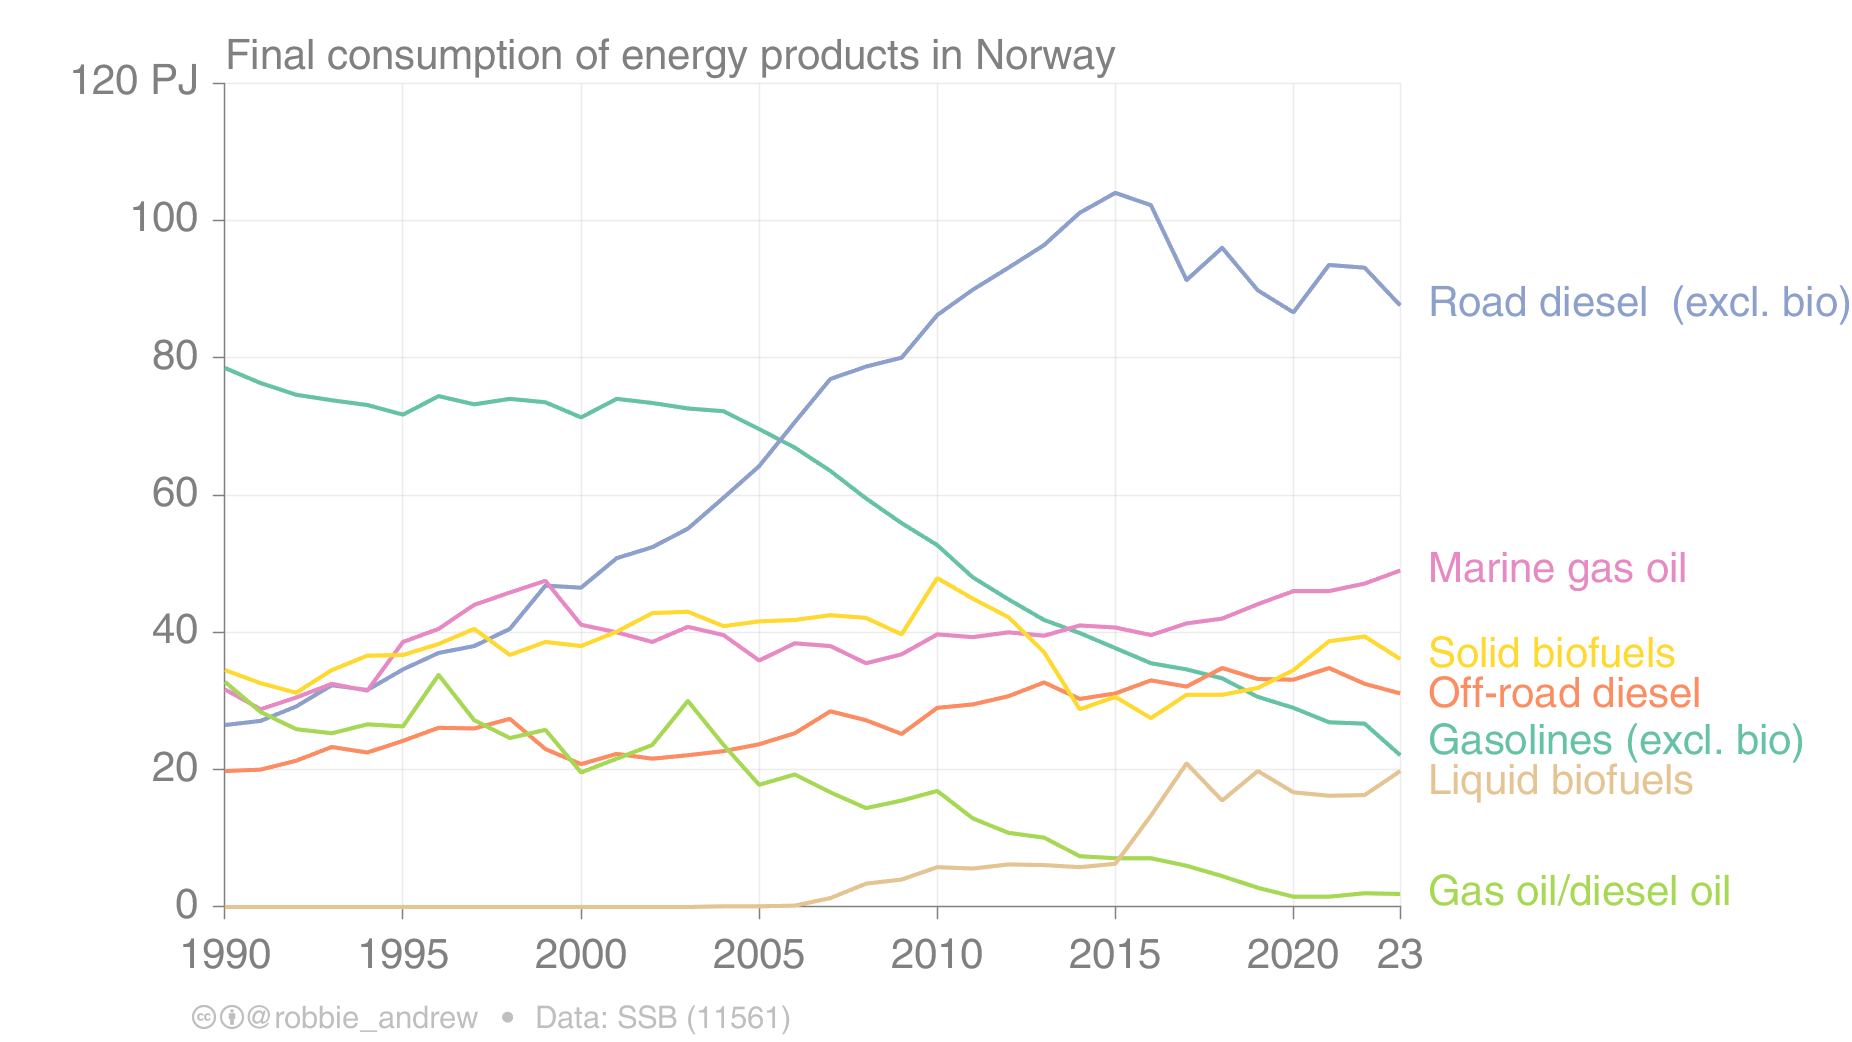 Final consumption of energy products in Norway
120 PJ
100
80
60
40
20
0
1990 1995 2000 2005 2010 2015 2020 23
Road diesel  (excl. bio)
Marine gas oil
Solid biofuels
Off-road diesel
Gasolines (excl. bio)
Liquid biofuels
Gas oil/diesel oil
cc @robbie_andrew • Data: SSB (11561)